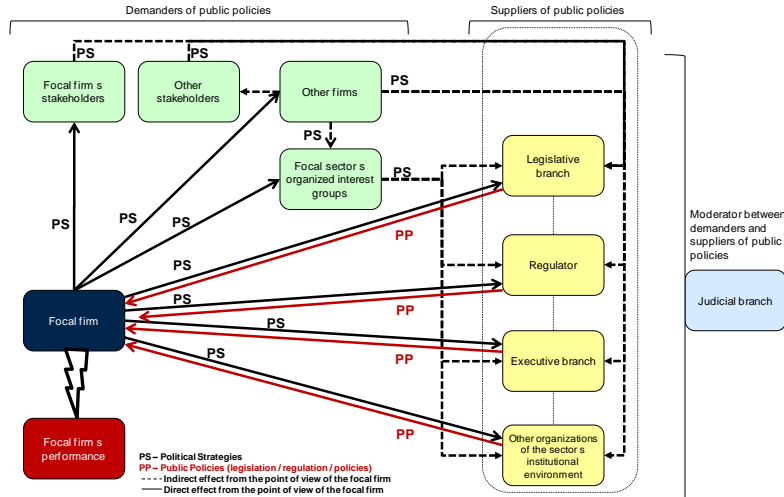 Demanders of public policies
Suppliers of public policies
PS
PS
PS
Focal firm s
stakeholders
Other
stakeholders
Other firms
PS
PS
Focal sector s
organized interest
groups
Legislative
branch
PS
PS
PS
PS
PP
Moderator between
demanders and
suppliers of public
policies
Regulator
Judicial branch
Focal firm
PS
PP
PS
PS
PP
Executive branch
PP
Focal firm s
performance
Other organizations
of the sector s
institutional
environment
PS – Political Strategies
PP – Public Policies (legislation / regulation / policies)
Indirect effect from the point of view of the focal firm
Direct effect from the point of view of the focal firm